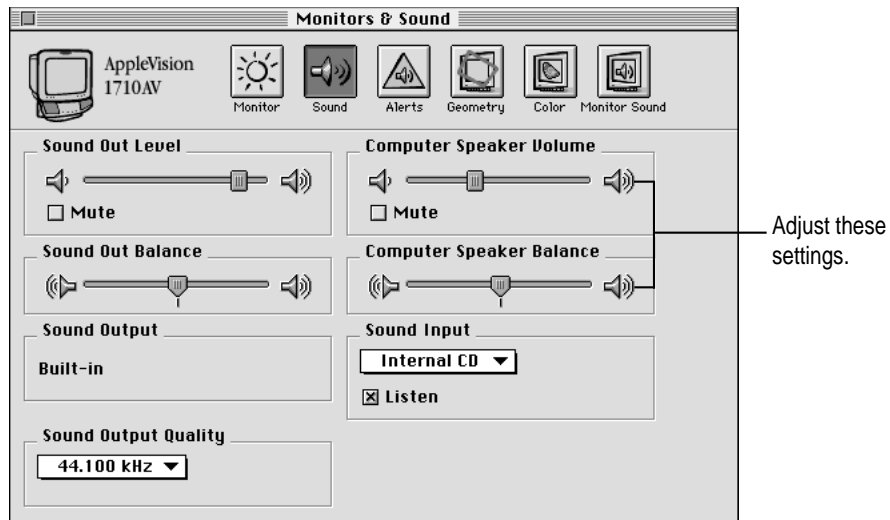 Monitors & Sound
AppleVision
1710AV
Monitor
Sound
Alerts
Geometry
Color
Monitor Sound
Sound Out Level
Mute
Computer Speaker Volume
Mute
Sound Out Balance
Computer Speaker Balance
Adjust these
settings.
Sound Output
Built-in
Sound Input
Internal CD
Listen
Sound Output Quality
44.100 kHz